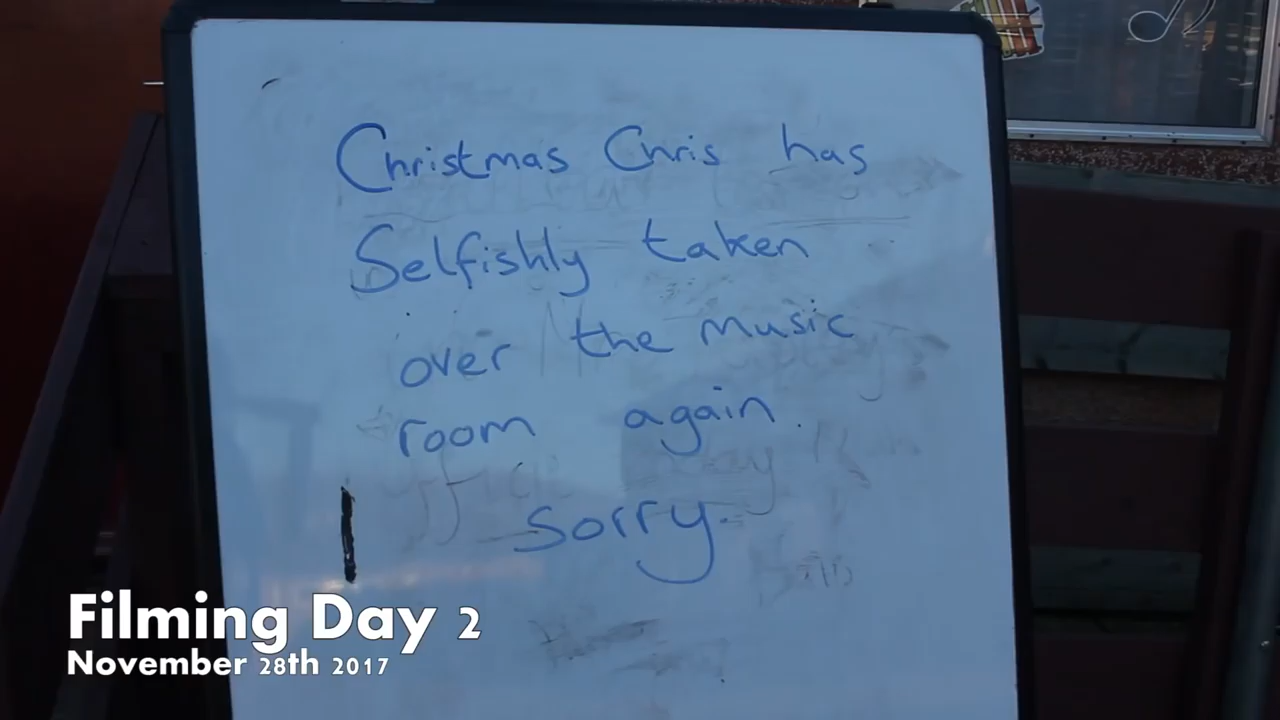 Christmas Chris has
Selfishly taken
over the music
room again.
sorry.
Filming Day 2
November 28th 2017